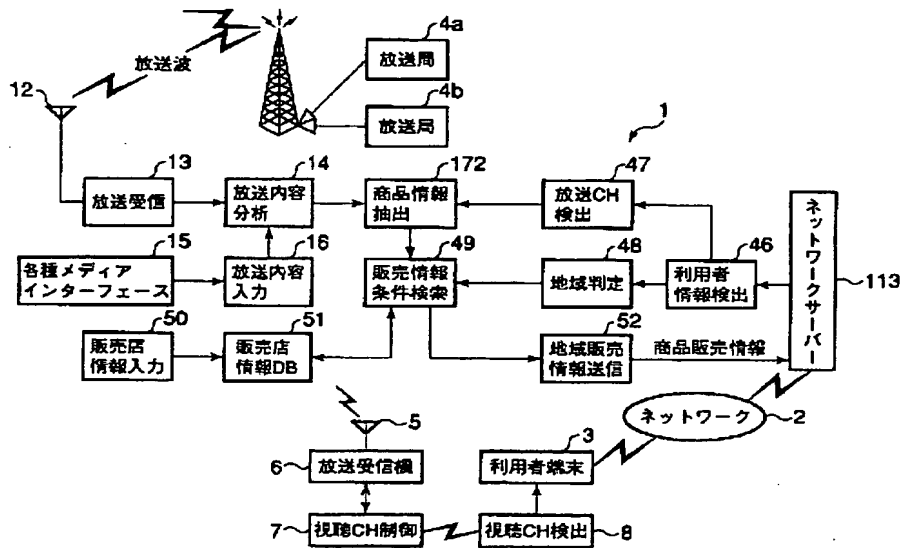 4a
放送局
放送波
4b
放送局
12
1
13
14
172
47
放送受信
放送内容
分析
商品情報
抽出
放送CH
検出
ネットワークサーバー
15
16
49
48
46
各種メディア
インターフェース
放送内容
入力
販売情報
条件検索
地域判定
利用者
情報検出
113
50
51
52
販売店
情報入力
販売店
情報DB
地域販売
情報送信
商品販売情報
5
ネットワーク
2
3
6
放送受信機
利用者端末
7
視聴CH制御
視聴CH検出
8